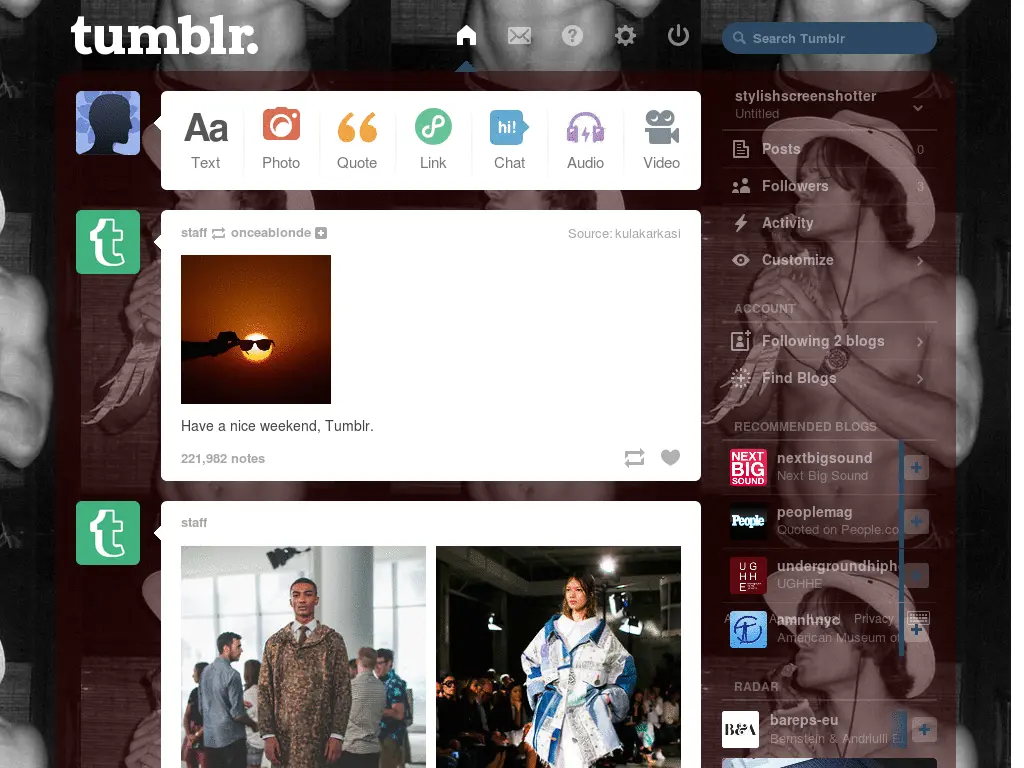 tumblr.
Search Tumblr
Aa
hi!
Text
Photo
Quote
Link
Chat
Audio
Video
staff onceablonde
Source: kulakarkasi
Have a nice weekend, Tumblr.
221,982 notes
staff
stylishscreenshotter
Untitled
Posts 0
Followers 3
Activity
Customize
ACCOUNT
Following 2 blogs
Find Blogs
RECOMMENDED BLOGS
NEXT
BIG
SOUND
nextbigsound
Next Big Sound
People
peoplemag
Quoted on People.co
UG
HH
E
undergroundhiph
UGHHE
Privacy
amnhnyc
American Museum of
RADAR
B&A
bareps-eu
Bernstein & Andriulli E